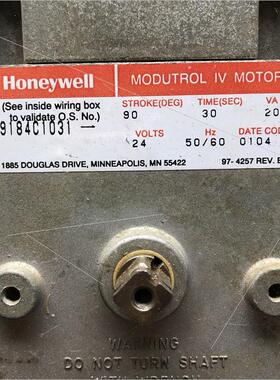 Honeywell
MODUTROL IV MOTOR
(See inside wiring box
to validate O.S. No.)
STROKE(DEG) TIME(SEC) VA
90 30 20
9184C1031
VOLTS Hz DATE CODE
24 50/60 0104
1885 DOUGLAS DRIVE, MINNEAPOLIS, MN 55422
97-4257 REV. B
WARNING
DO NOT TURN SHAFT
WITH WRENCH